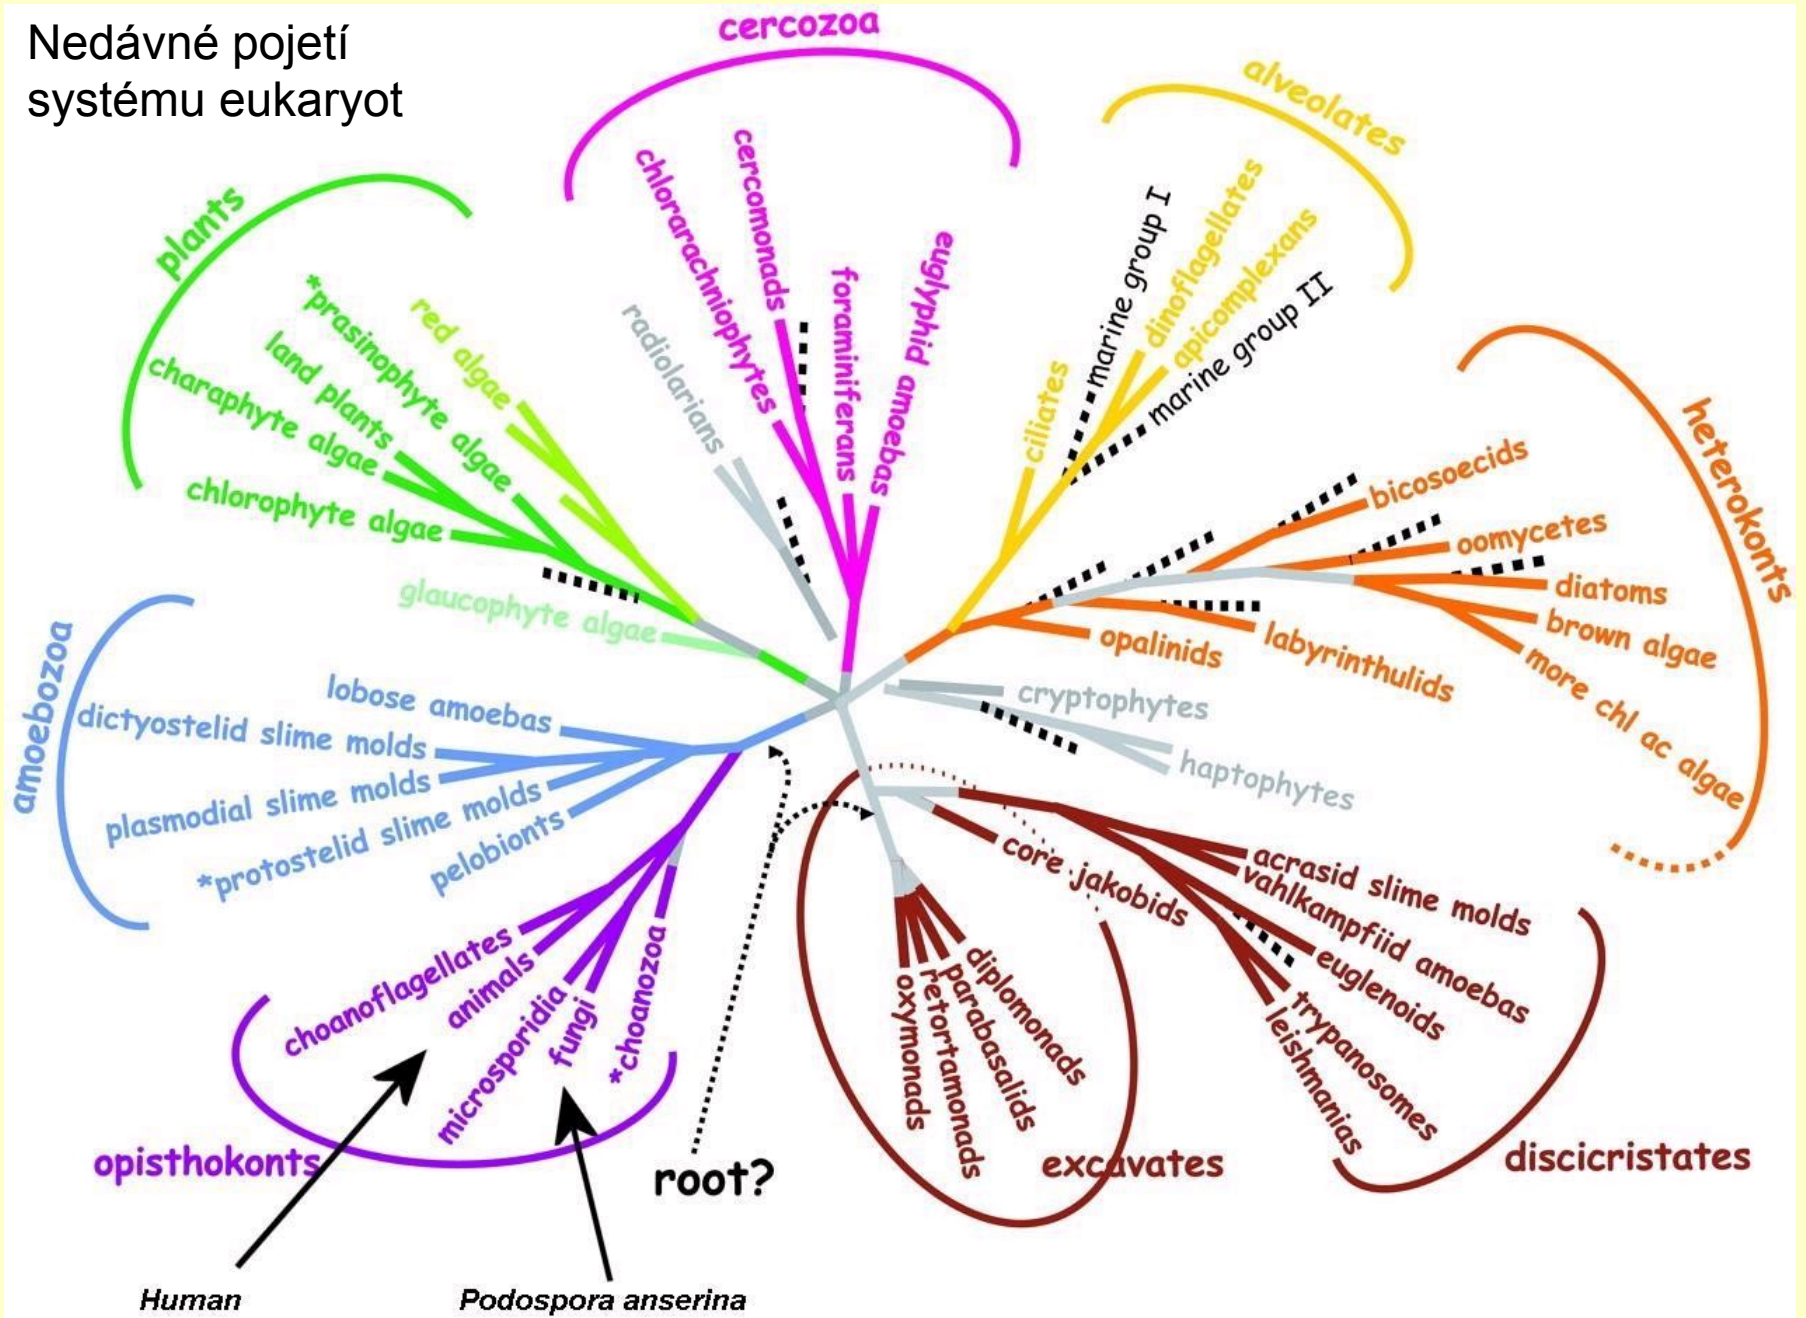 Nedávné pojetí
systému eukaryot
cercozoa
alveolates
plants
heterokonts
amoebozoa
opisthokonts
excavates
discicristates
root?
*prasinophyte algae
red algae
land plants
charaphyte algae
chlorophyte algae
glaucophyte algae
radiolarians
chlorarachniophytes
cercomonads
foraminiferans
euglyphid amoebas
ciliates
marine group I
dinoflagellates
apicomplexans
marine group II
bicosoecids
oomycetes
diatoms
brown algae
more chl ac algae
labyrinthulids
opalinids
cryptophytes
haptophytes
lobose amoebas
dictyostelid slime molds
plasmodial slime molds
*protostelid slime molds
pelobionts
choanoflagellates
animals
microsporidia
fungi
*choanozoa
oxymonads
retortamonads
parabasalids
diplomonads
core jakobids
acrasid slime molds
vahlkampfiid amoebas
euglenoids
trypanosomes
leishmanias
Human
Podospora anserina